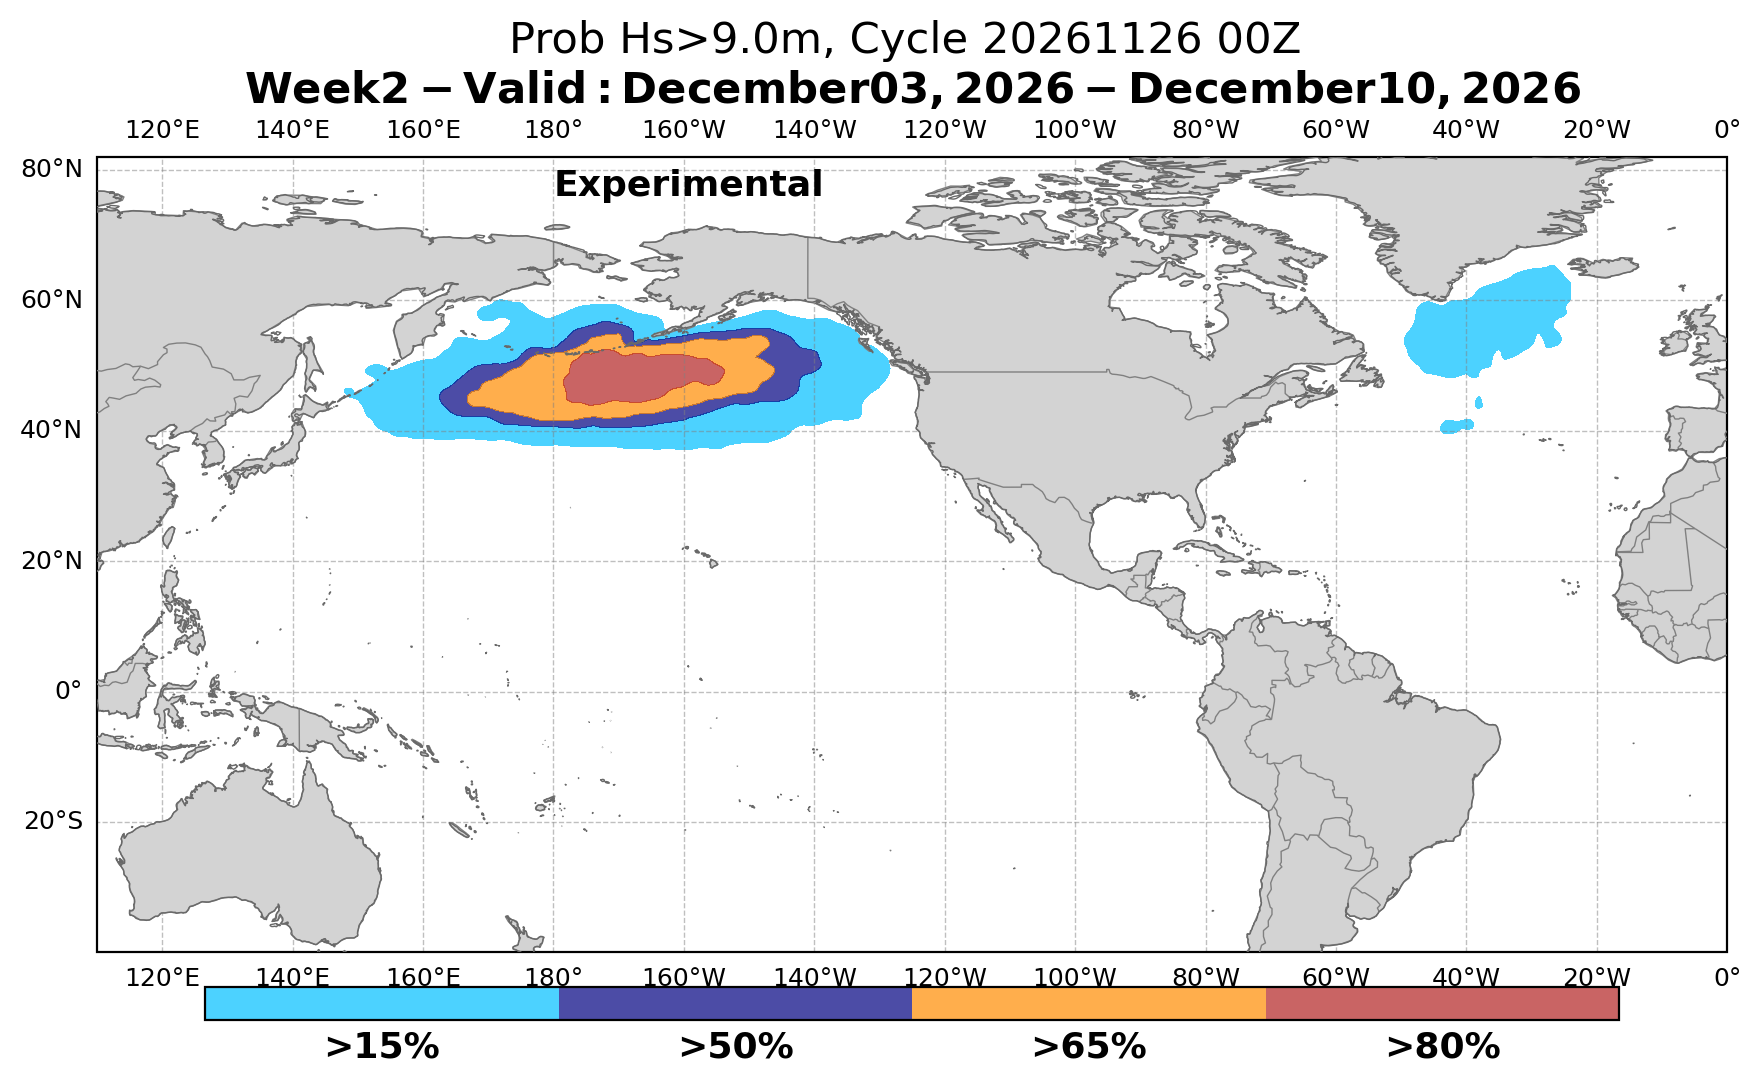 Prob Hs>9.0m, Cycle 20261126 00Z
Week2 – Valid : December03, 2026 – December10, 2026
120°E 140°E 160°E 180° 160°W 140°W 120°W 100°W 80°W 60°W 40°W 20°W 0°
80°N
Experimental
60°N
40°N
20°N
0°
20°S
120°E 140°E 160°E 180° 160°W 140°W 120°W 100°W 80°W 60°W 40°W 20°W 0°
>15% >50% >65% >80%